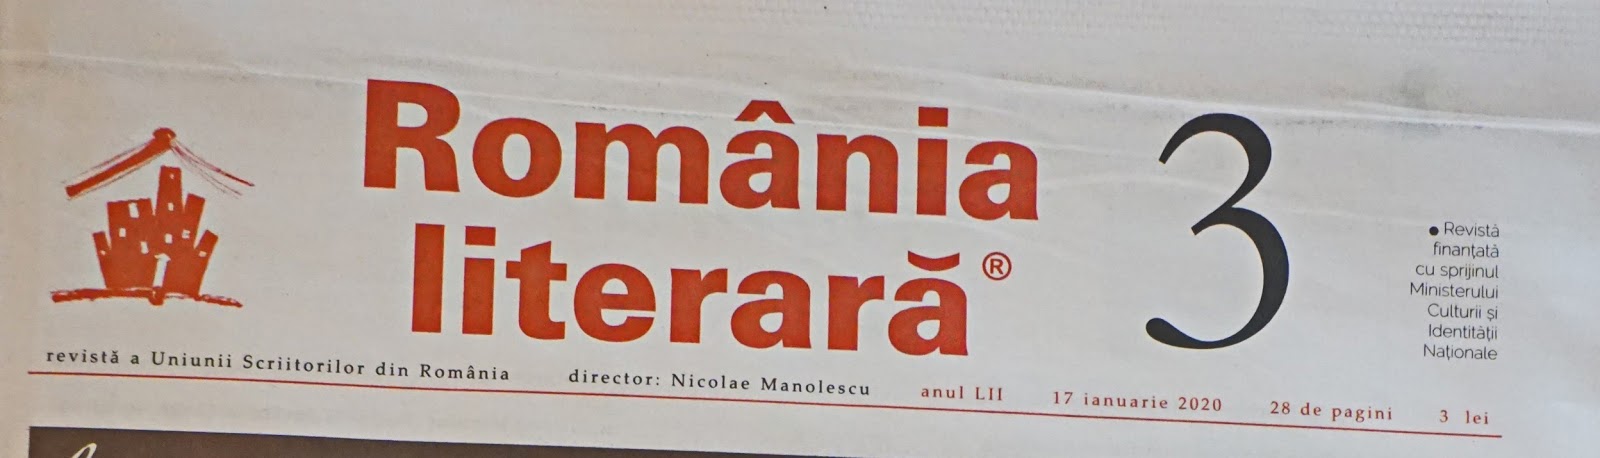 România
literară®
3
● Revistă
finanțată
cu sprijinul
Ministerului
Culturii și
Identității
Naționale
revistă a Uniunii Scriitorilor din România director: Nicolae Manolescu anul LII 17 ianuarie 2020 28 de pagini 3 lei